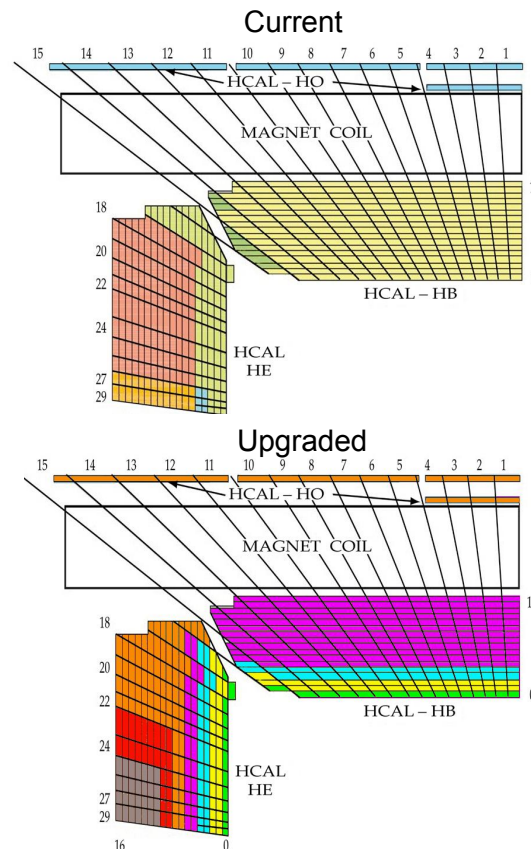 Current
15 14 13 12 11 10 9 8 7 6 5 4 3 2 1
HCAL – HO
MAGNET COIL
18
20
22
24
27
29
HCAL – HB
HCAL
HE
Upgraded
15 14 13 12 11 10 9 8 7 6 5 4 3 2 1
HCAL – HO
MAGNET COIL
18
20
22
24
27
29
HCAL – HB
HCAL
HE
16 0